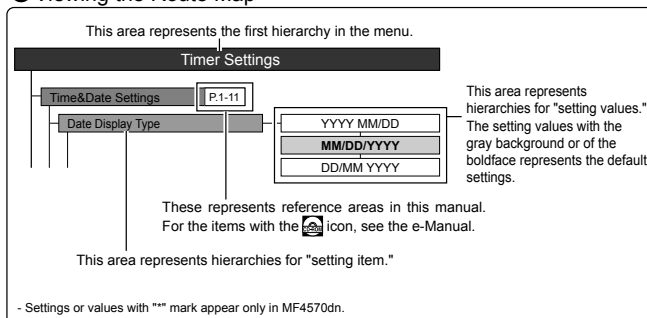 Viewing the Route Map
This area represents the first hierarchy in the menu.
Timer Settings
Time&Date Settings
P.1-11
Date Display Type
YYYY MM/DD
MM/DD/YYYY
DD/MM YYYY
This area represents
hierarchies for "setting values."
The setting values with the
gray background or of the
boldface represents the default
settings.
These represents reference areas in this manual.
For the items with the CD-ROM icon, see the e-Manual.
This area represents hierarchies for "setting item."
- Settings or values with "*" mark appear only in MF4570dn.